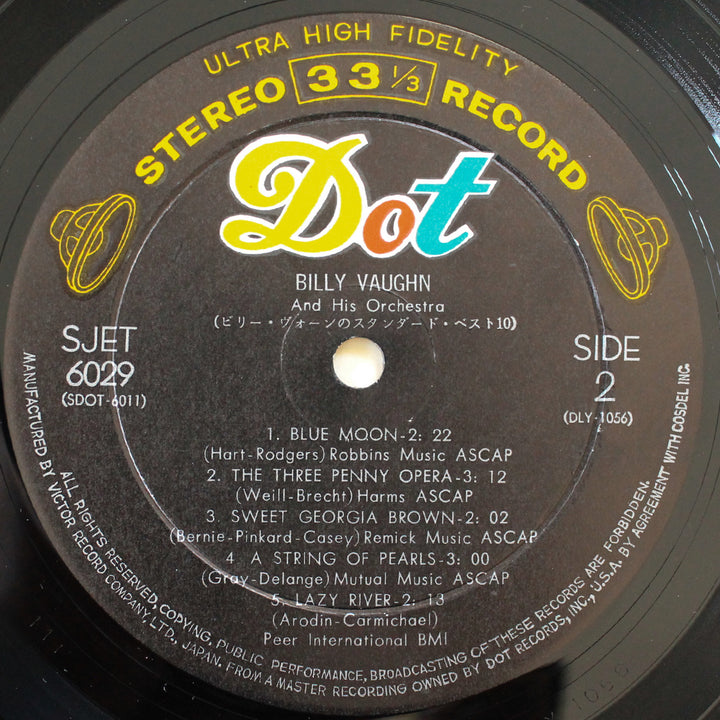 ULTRA HIGH FIDELITY
STEREO 33 1/3 RECORD
Dot
BILLY VAUGHN
And His Orchestra
(ビリー・ヴォーンのスタンダード・ベスト10)
SJET
6029
(SDOT-6011)
SIDE
2
(DLY-1056)
1. BLUE MOON-2: 22
(Hart-Rodgers) Robbins Music ASCAP
2. THE THREE PENNY OPERA-3: 12
(Weill-Brecht) Harms ASCAP
3. SWEET GEORGIA BROWN-2: 02
(Bernie-Pinkard-Casey) Remick Music ASCAP
4. A STRING OF PEARLS-3: 00
(Gray-Delange) Mutual Music ASCAP
5. LAZY RIVER-2: 13
(Arodin-Carmichael)
Peer International BMI
ALL RIGHTS RESERVED, COPYING, PUBLIC PERFORMANCE, BROADCASTING OF THESE RECORDS ARE FORBIDDEN.
MANUFACTURED BY VICTOR RECORD COMPANY, LTD., JAPAN. FROM A MASTER RECORDING OWNED BY DOT RECORDS, INC., U.S.A. BY AGREEMENT WITH COSDEL INC.